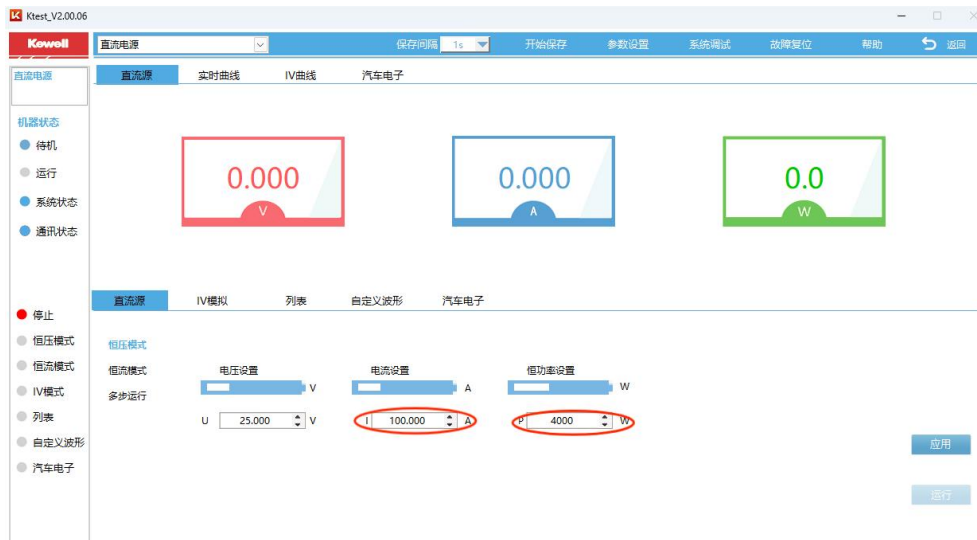 Ktest_V2.00.06
Kewell 直流电源 保存间隔 1s 开始保存 参数设置 系统调试 故障复位 帮助 返回
直流电源
直流源 实时曲线 IV曲线 汽车电子
机器状态
待机
运行
系统状态
通讯状态
0.000 0.000 0.0
V A W
直流源 IV模拟 列表 自定义波形 汽车电子
停止
恒压模式
恒流模式
IV模式
列表
自定义波形
汽车电子
恒压模式
恒流模式
多步运行
电压设置 电流设置 恒功率设置
V A W
U 25.000 V I 100.000 A P 4000 W
应用
运行